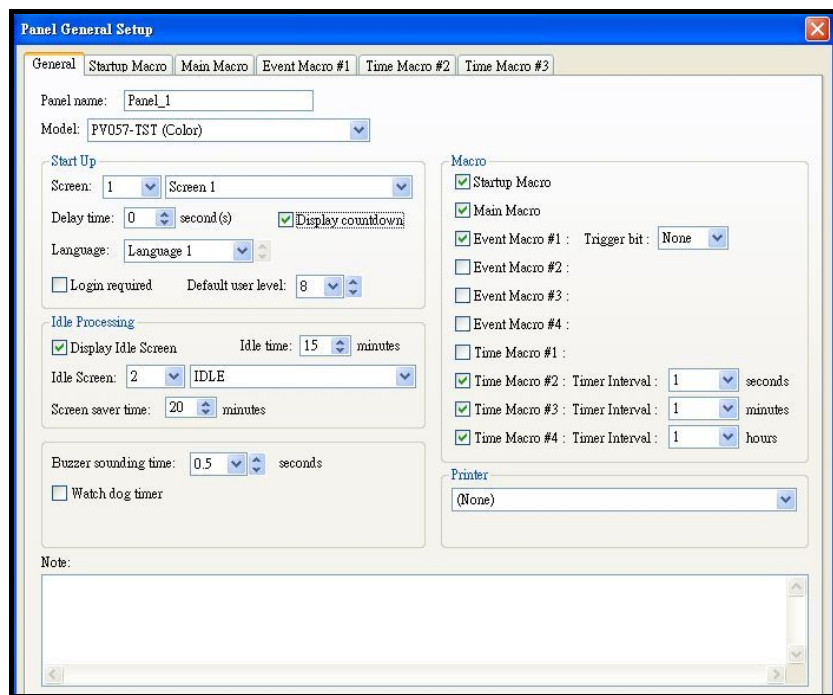 Panel General Setup
General Startup Macro Main Macro Event Macro #1 Time Macro #2 Time Macro #3
Panel name: Panel_1
Model: PV057-TST (Color)
Start Up
Screen: 1 Screen 1
Delay time: 0 second(s) Display countdown
Language: Language 1
Login required Default user level: 8
Idle Processing
Display Idle Screen Idle time: 15 minutes
Idle Screen: 2 IDLE
Screen saver time: 20 minutes
Buzzer sounding time: 0.5 seconds
Watch dog timer
Macro
Startup Macro
Main Macro
Event Macro #1 : Trigger bit : None
Event Macro #2 :
Event Macro #3 :
Event Macro #4 :
Time Macro #1 :
Time Macro #2 : Timer Interval : 1 seconds
Time Macro #3 : Timer Interval : 1 minutes
Time Macro #4 : Timer Interval : 1 hours
Printer
(None)
Note: